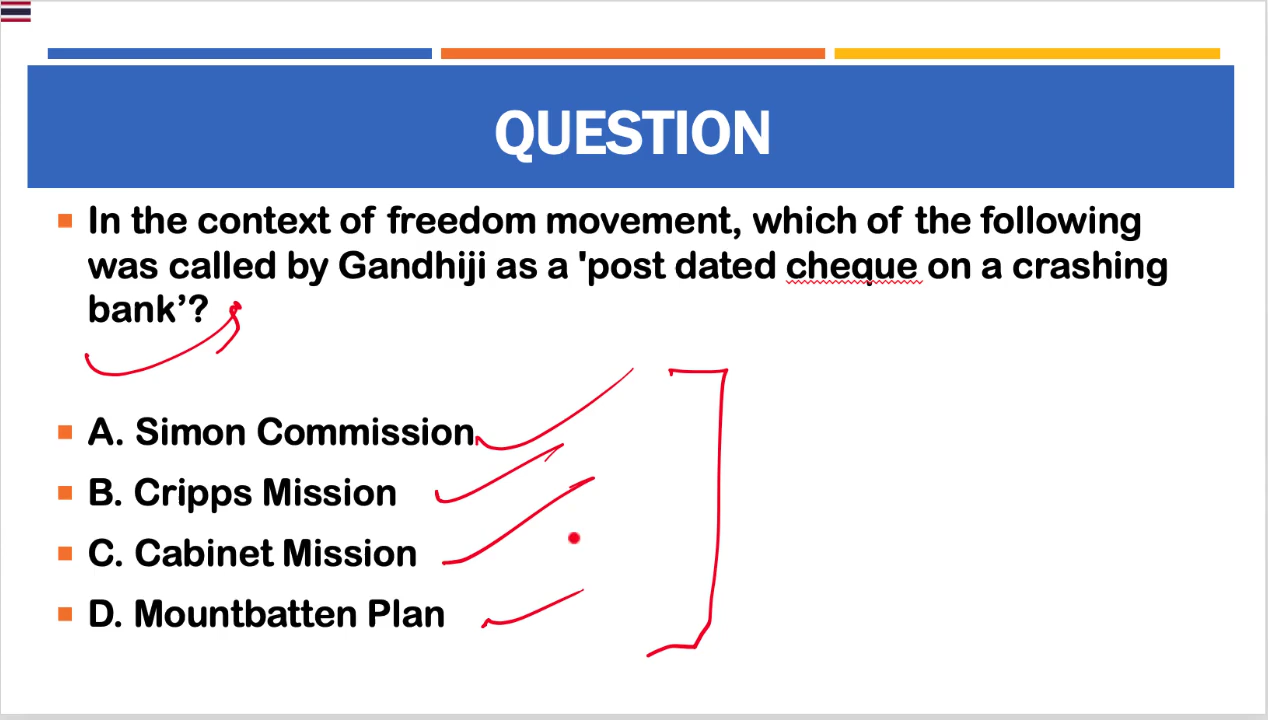 QUESTION
In the context of freedom movement, which of the following
was called by Gandhiji as a 'post dated cheque on a crashing
bank’?
A. Simon Commission
B. Cripps Mission
C. Cabinet Mission
D. Mountbatten Plan